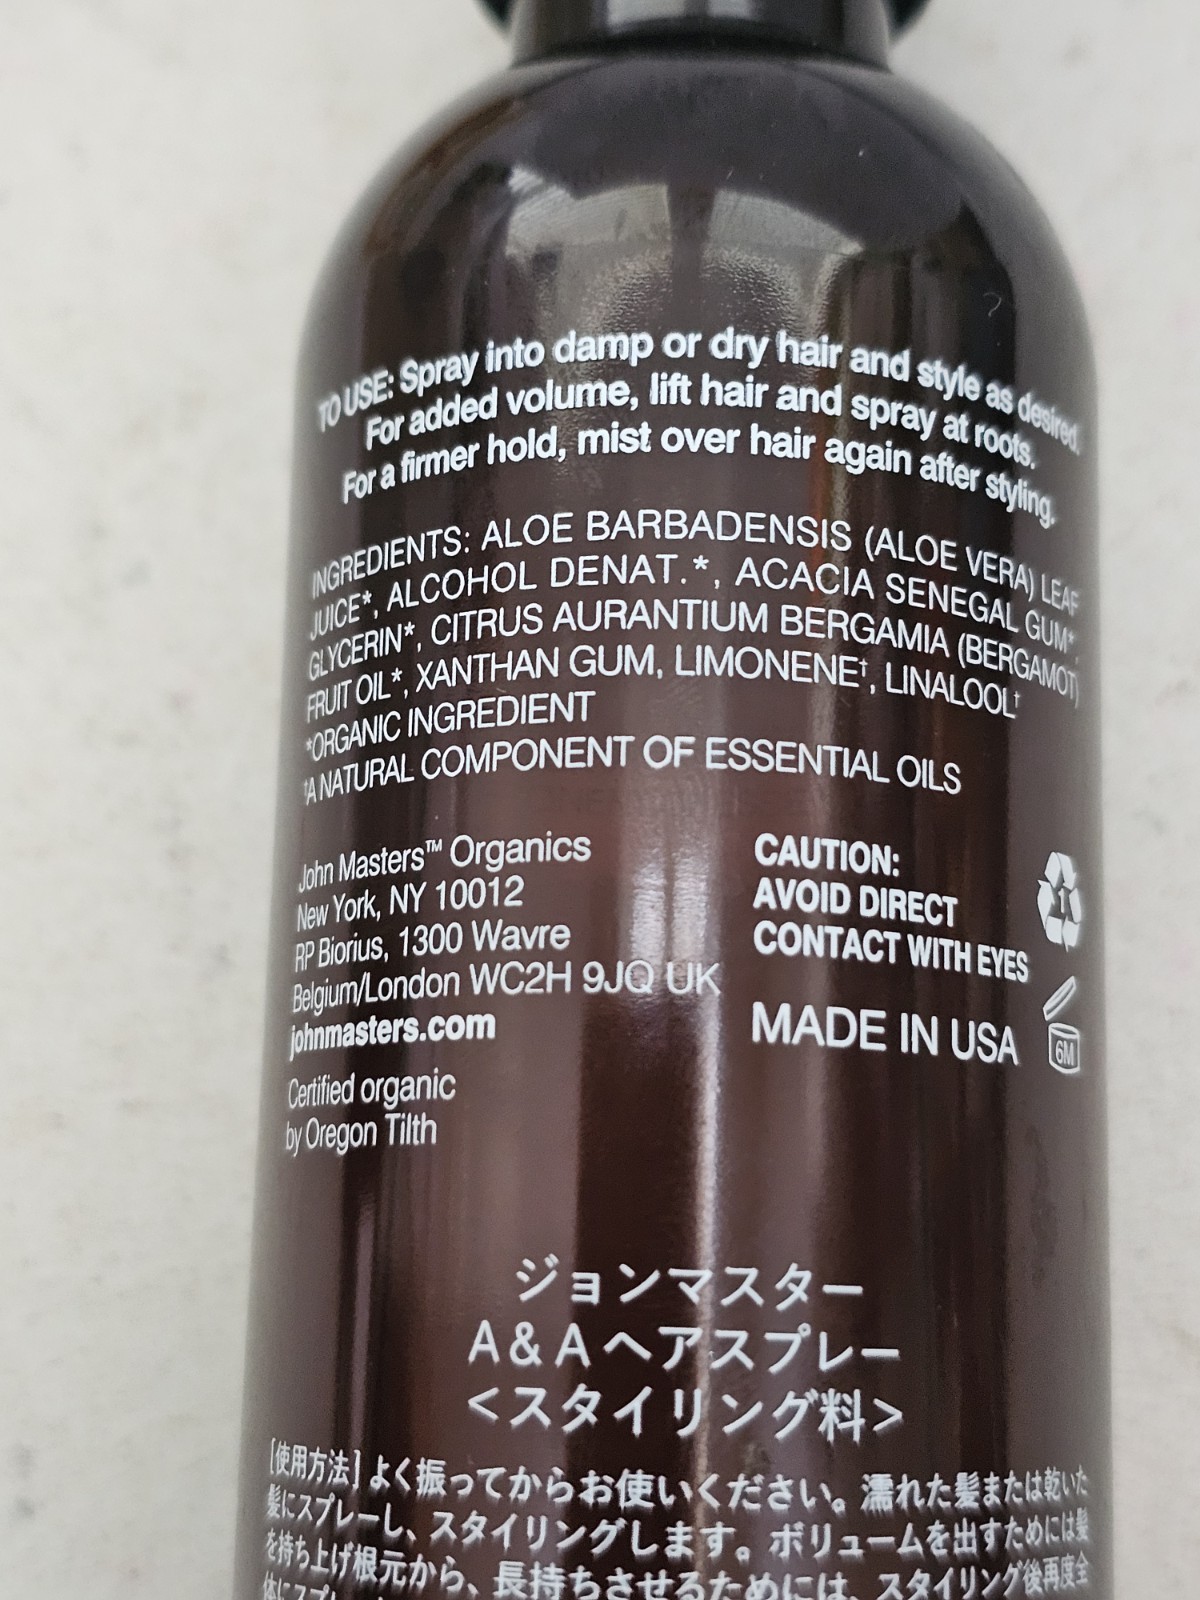 TO USE: Spray into damp or dry hair and style as desired.
For added volume, lift hair and spray at roots.
For a firmer hold, mist over hair again after styling.
INGREDIENTS: ALOE BARBADENSIS (ALOE VERA) LEAF
JUICE*, ALCOHOL DENAT.*, ACACIA SENEGAL GUM*,
GLYCERIN*, CITRUS AURANTIUM BERGAMIA (BERGAMOT)
FRUIT OIL*, XANTHAN GUM, LIMONENE†, LINALOOL†
*ORGANIC INGREDIENT
†A NATURAL COMPONENT OF ESSENTIAL OILS
John Masters™ Organics
New York, NY 10012
RP Biorius, 1300 Wavre
Belgium/London WC2H 9JQ UK
johnmasters.com
Certified organic
by Oregon Tilth
CAUTION:
AVOID DIRECT
CONTACT WITH EYES
MADE IN USA
1
6M
ジョンマスター
A&Aヘアスプレー
<スタイリング料>
[使用方法]よく振ってからお使いください。濡れた髪または乾いた
髪にスプレーし、スタイリングします。ボリュームを出すためには髪
を持ち上げ根元から、長持ちさせるためには、スタイリング後再度全
体にスプレー